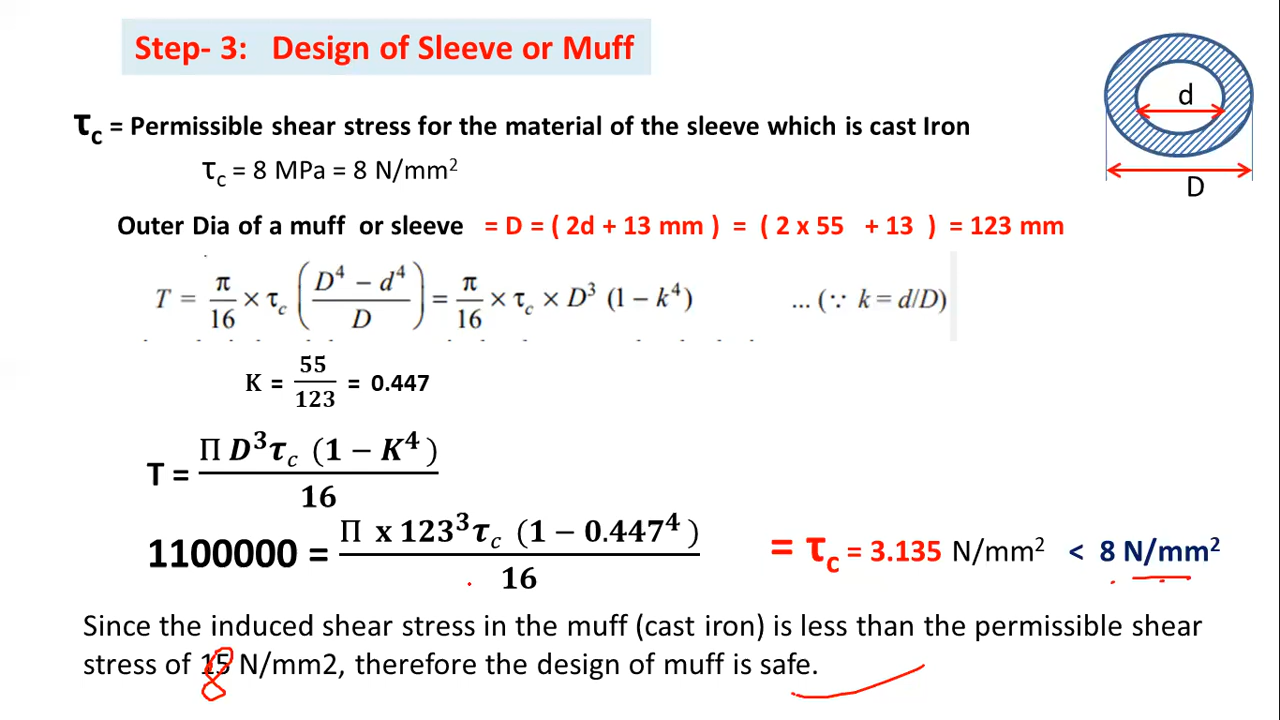 Step- 3: Design of Sleeve or Muff
d
D
τc = Permissible shear stress for the material of the sleeve which is cast Iron
τc = 8 MPa = 8 N/mm²
Outer Dia of a muff or sleeve = D = ( 2d + 13 mm ) = ( 2 x 55 + 13 ) = 123 mm
T = π/16 × τc ( (D⁴ − d⁴)/D ) = π/16 × τc × D³ (1 − k⁴) ... (∵ k = d/D)
K = 55/123 = 0.447
T = Π D³τc (1 − K⁴) / 16
1100000 = Π x 123³τc (1 − 0.447⁴ ) / 16 = τc = 3.135 N/mm² < 8 N/mm²
Since the induced shear stress in the muff (cast iron) is less than the permissible shear
stress of 15 8 N/mm2, therefore the design of muff is safe.